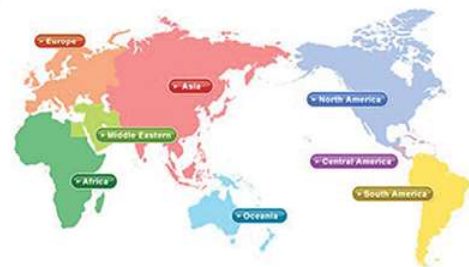 Europe
Asia
North America
Middle Eastern
Central America
Africa
South America
Oceania